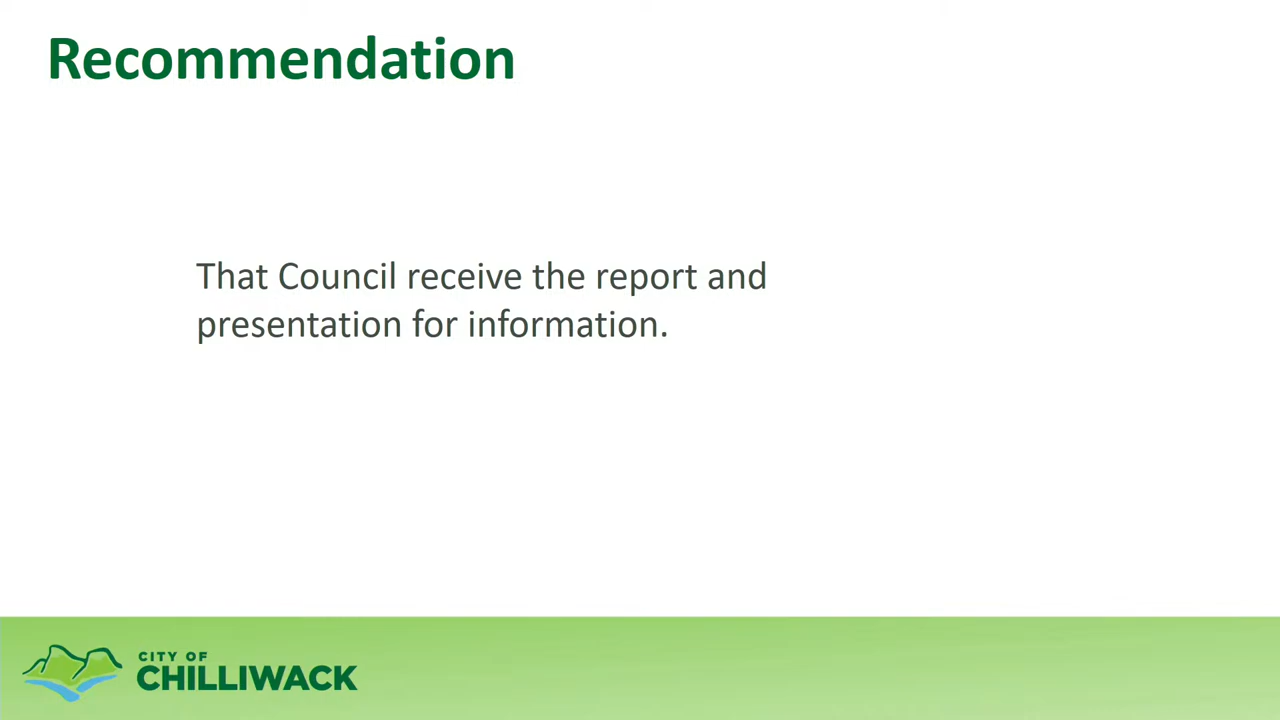 Recommendation
That Council receive the report and
presentation for information.
CITY OF
CHILLIWACK